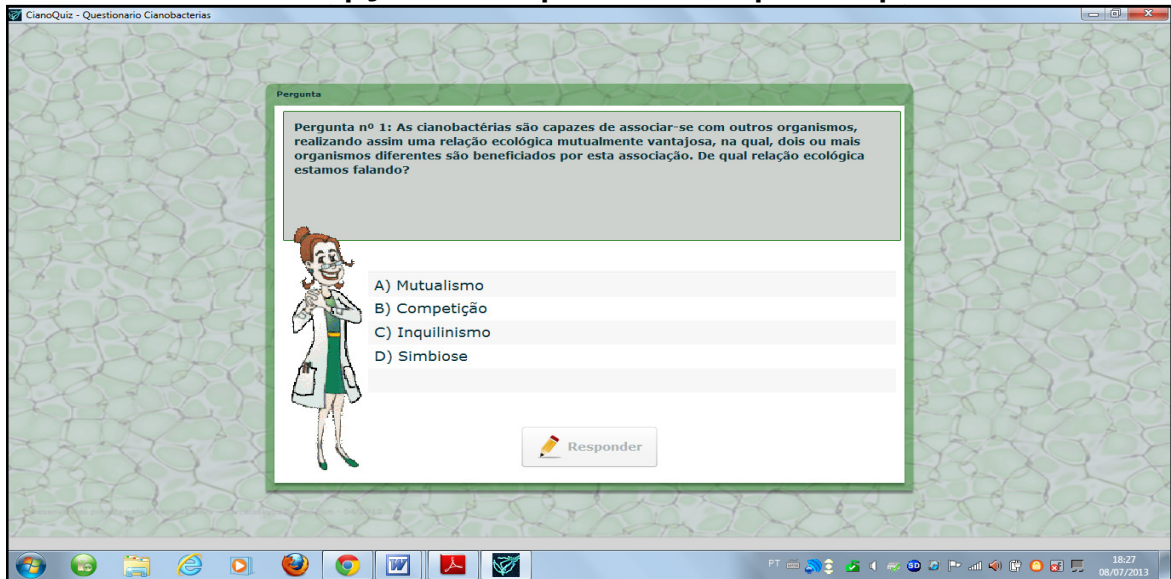 CianoQuiz - Questionario Cianobacterias
Pergunta
Pergunta nº 1: As cianobactérias são capazes de associar-se com outros organismos,
realizando assim uma relação ecológica mutualmente vantajosa, na qual, dois ou mais
organismos diferentes são beneficiados por esta associação. De qual relação ecológica
estamos falando?
A) Mutualismo
B) Competição
C) Inquilinismo
D) Simbiose
Responder
PT
18:27
08/07/2013